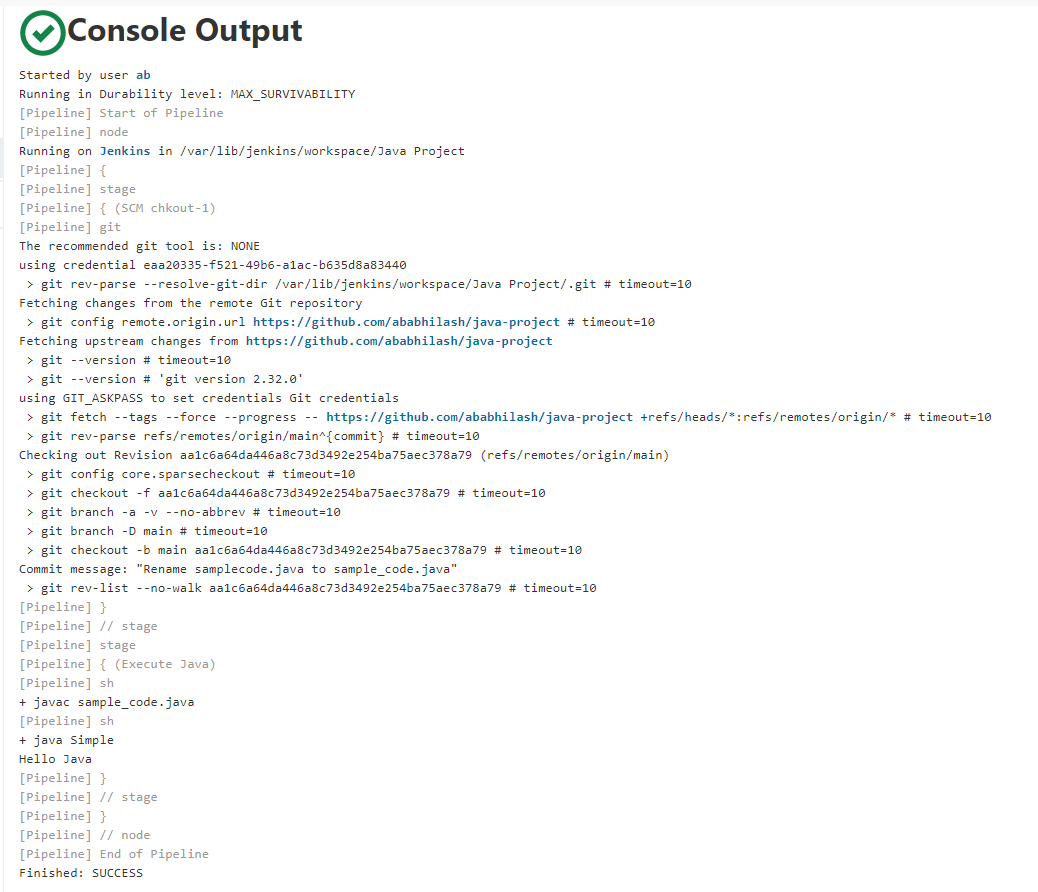 Console Output
Started by user ab
Running in Durability level: MAX_SURVIVABILITY
[Pipeline] Start of Pipeline
[Pipeline] node
Running on Jenkins in /var/lib/jenkins/workspace/Java Project
[Pipeline] {
[Pipeline] stage
[Pipeline] { (SCM chkout-1)
[Pipeline] git
The recommended git tool is: NONE
using credential eaa20335-f521-49b6-a1ac-b635d8a83440
 > git rev-parse --resolve-git-dir /var/lib/jenkins/workspace/Java Project/.git # timeout=10
Fetching changes from the remote Git repository
 > git config remote.origin.url https://github.com/ababhilash/java-project # timeout=10
Fetching upstream changes from https://github.com/ababhilash/java-project
 > git --version # timeout=10
 > git --version # 'git version 2.32.0'
using GIT_ASKPASS to set credentials Git credentials
 > git fetch --tags --force --progress -- https://github.com/ababhilash/java-project +refs/heads/*:refs/remotes/origin/* # timeout=10
 > git rev-parse refs/remotes/origin/main^{commit} # timeout=10
Checking out Revision aa1c6a64da446a8c73d3492e254ba75aec378a79 (refs/remotes/origin/main)
 > git config core.sparsecheckout # timeout=10
 > git checkout -f aa1c6a64da446a8c73d3492e254ba75aec378a79 # timeout=10
 > git branch -a -v --no-abbrev # timeout=10
 > git branch -D main # timeout=10
 > git checkout -b main aa1c6a64da446a8c73d3492e254ba75aec378a79 # timeout=10
Commit message: "Rename samplecode.java to sample_code.java"
 > git rev-list --no-walk aa1c6a64da446a8c73d3492e254ba75aec378a79 # timeout=10
[Pipeline] }
[Pipeline] // stage
[Pipeline] stage
[Pipeline] { (Execute Java)
[Pipeline] sh
+ javac sample_code.java
[Pipeline] sh
+ java Simple
Hello Java
[Pipeline] }
[Pipeline] // stage
[Pipeline] }
[Pipeline] // node
[Pipeline] End of Pipeline
Finished: SUCCESS